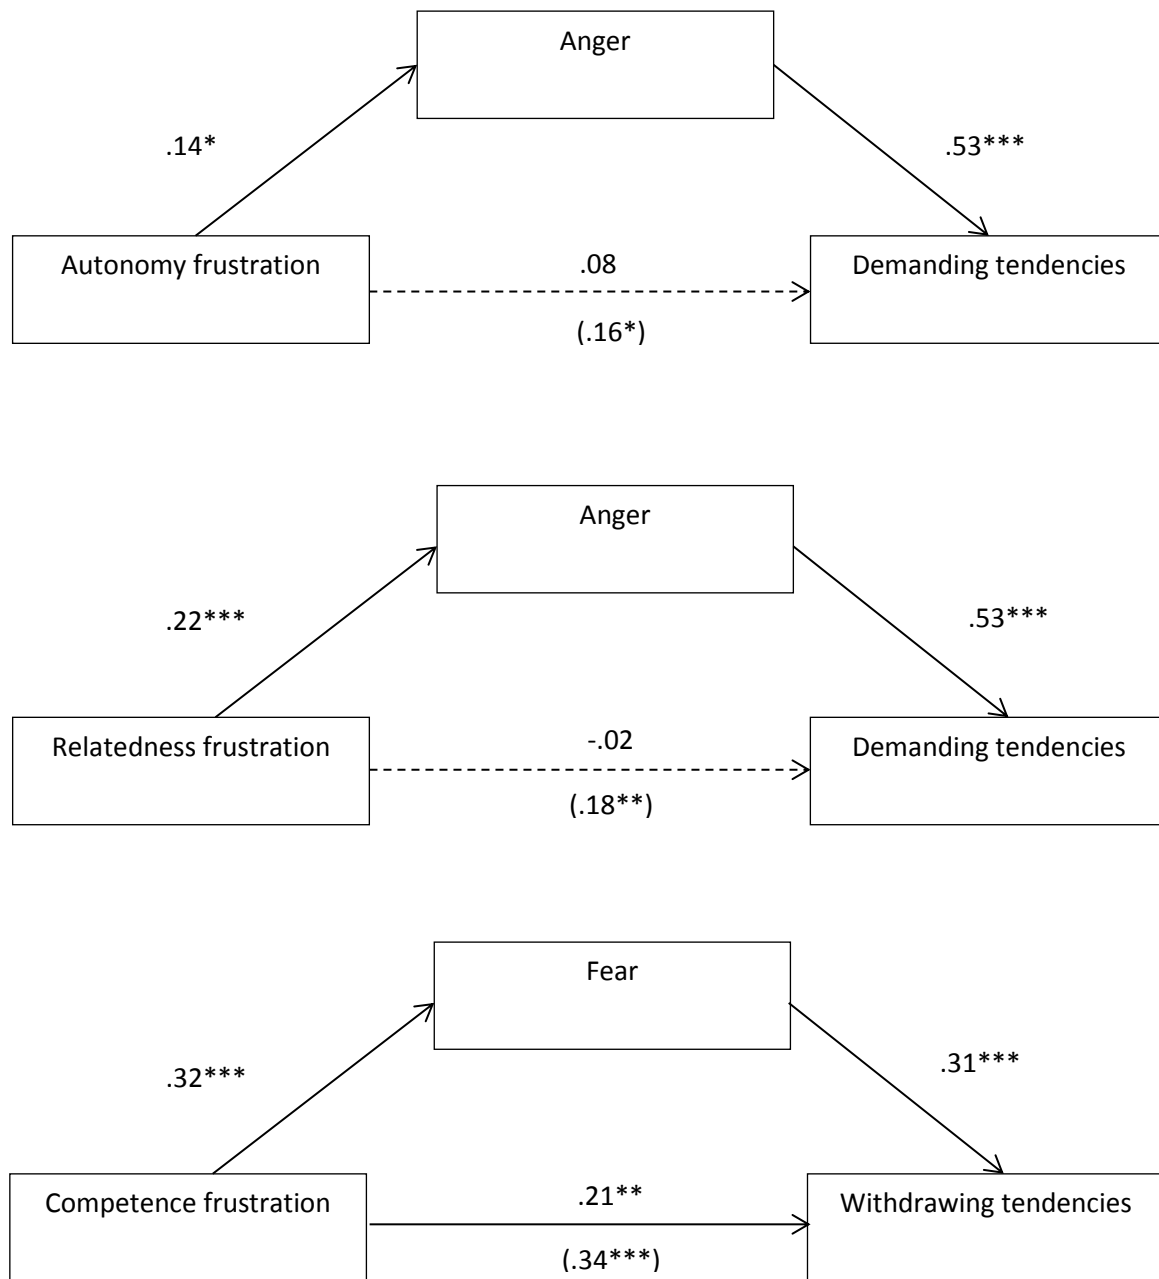 Anger
.14*
.53***
Autonomy frustration
.08
Demanding tendencies
(.16*)
Anger
.22***
.53***
Relatedness frustration
-.02
Demanding tendencies
(.18**)
Fear
.32***
.31***
Competence frustration
.21**
Withdrawing tendencies
(.34***)